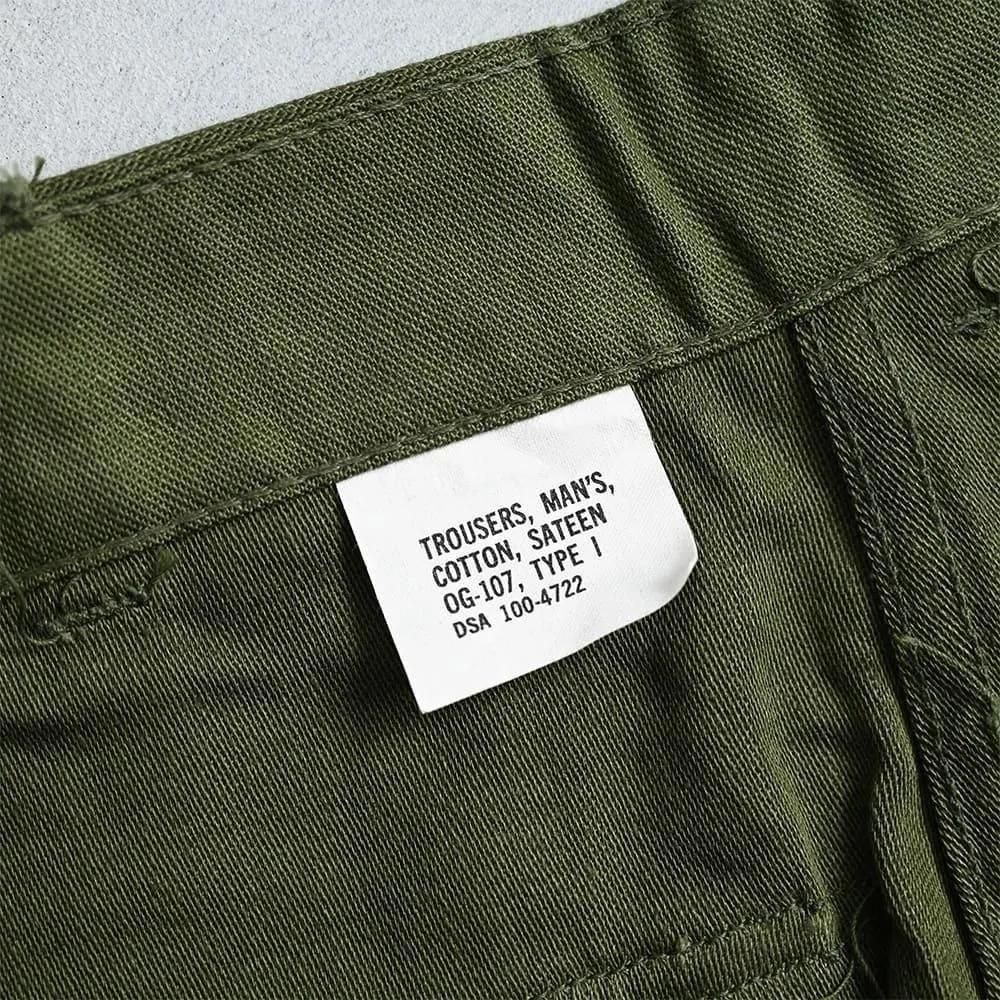 TROUSERS, MAN'S,
COTTON, SATEEN
OG-107, TYPE I
DSA 100-4722